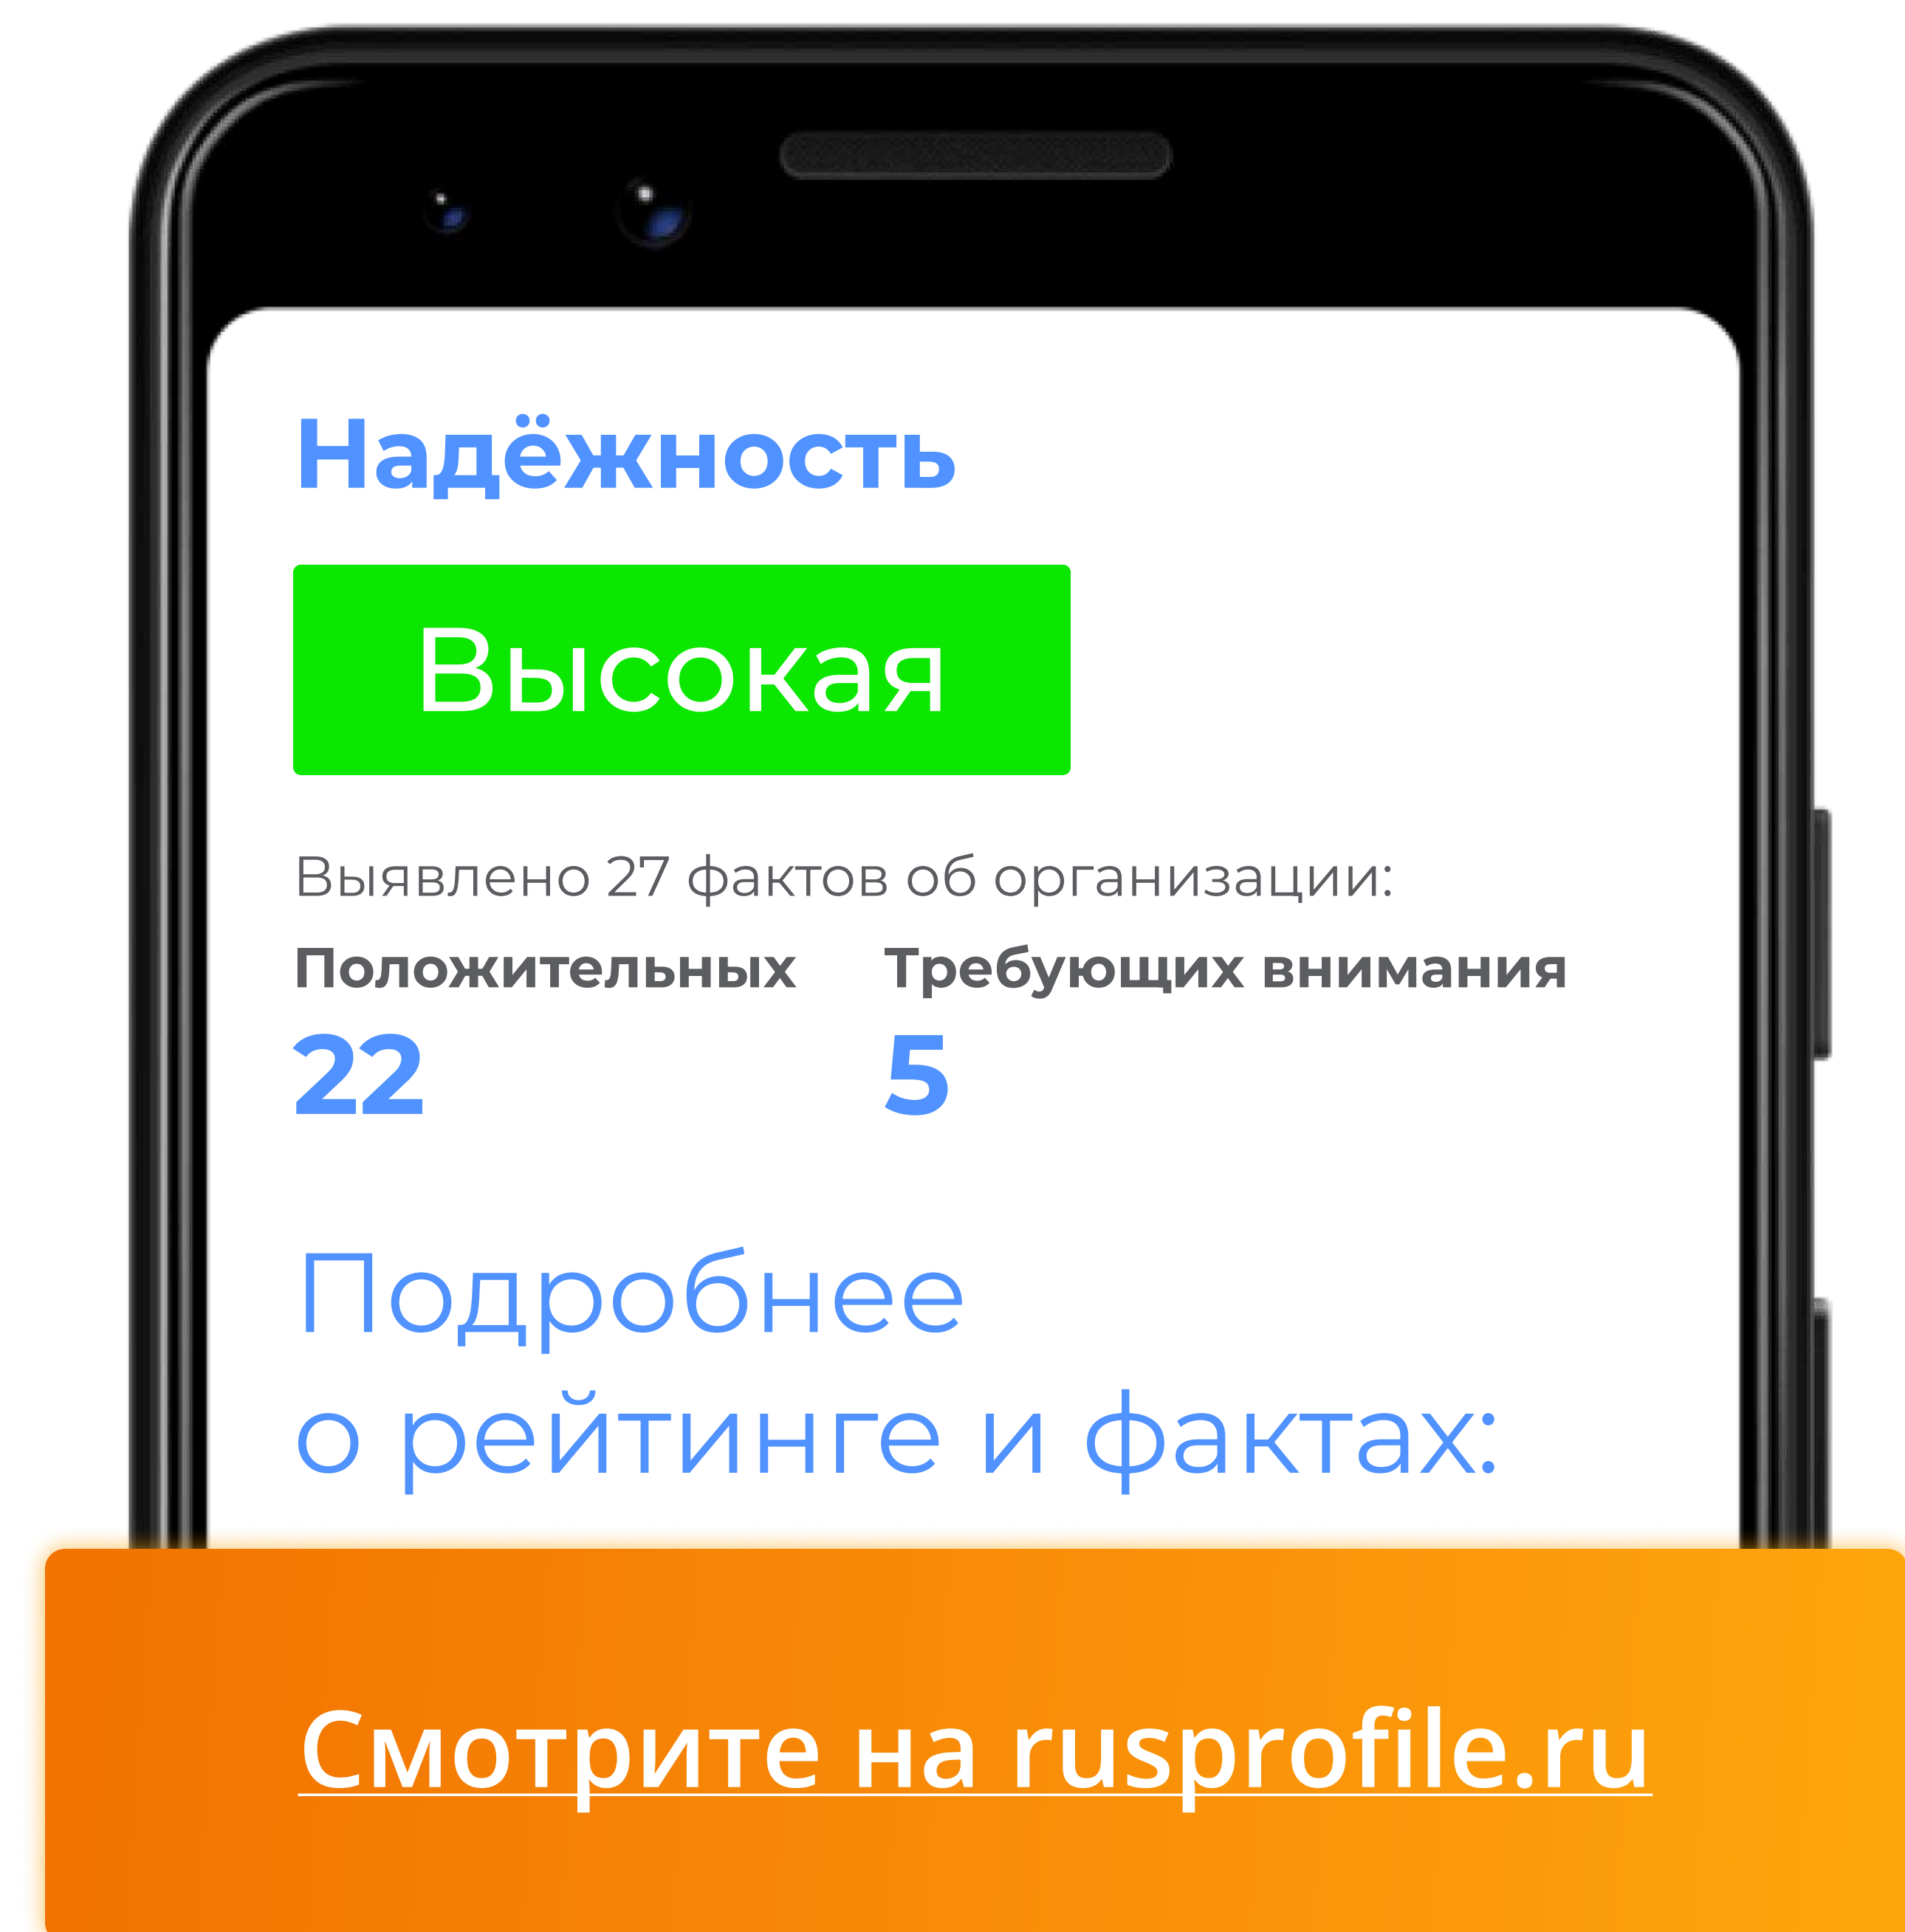 Надёжность
Высокая
Выявлено 27 фактов об организации:
Положительных Требующих внимания
22 5
Подробнее
о рейтинге и фактах:
Смотрите на rusprofile.ru